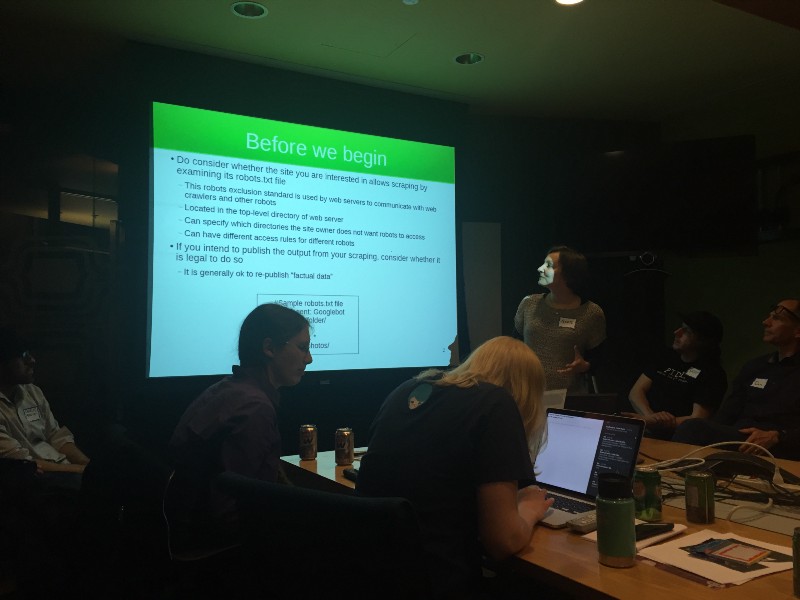 Before we begin
• Do consider whether the site you are interested in allows scraping by
examining its robots.txt file
– This robots exclusion standard is used by web servers to communicate with web
crawlers and other robots
– Located in the top-level directory of web server
– Can specify which directories the site owner does not want robots to access
– Can have different access rules for different robots
• If you intend to publish the output from your scraping, consider whether it
is legal to do so
– It is generally ok to re-publish "factual data"
#Sample robots.txt file
Googlebot